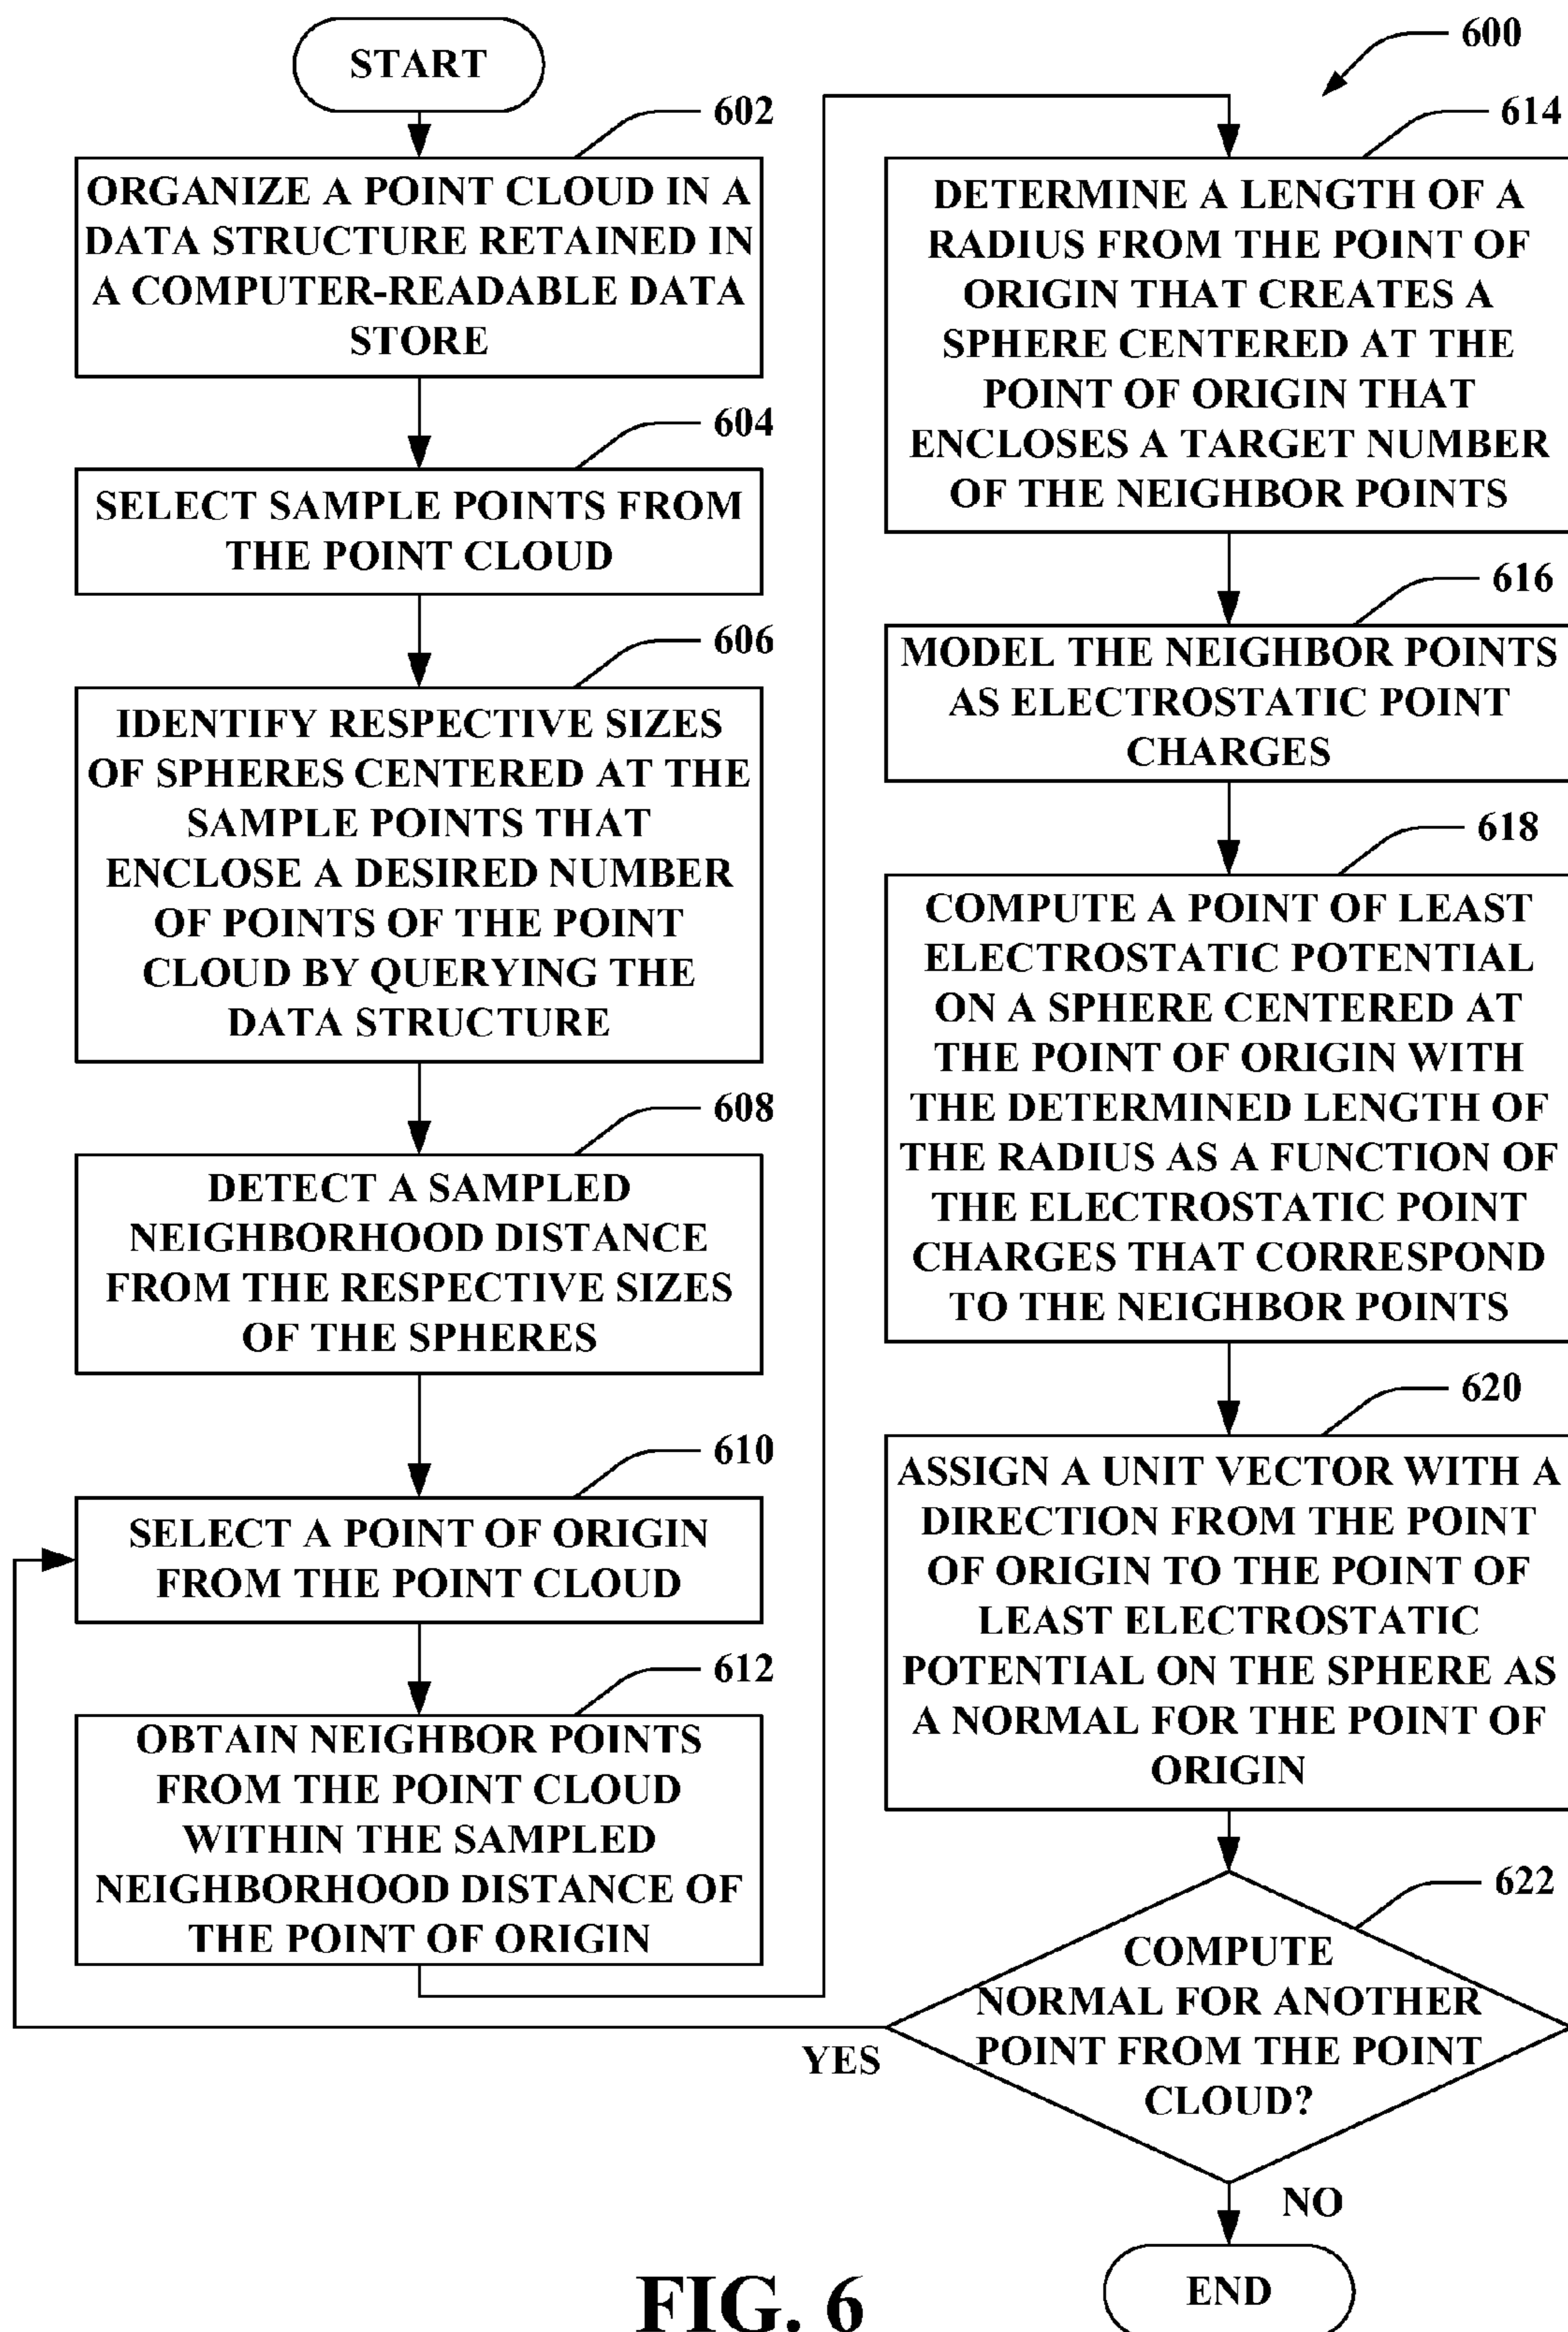 START
602
ORGANIZE A POINT CLOUD IN A
DATA STRUCTURE RETAINED IN
A COMPUTER-READABLE DATA
STORE
604
SELECT SAMPLE POINTS FROM
THE POINT CLOUD
606
IDENTIFY RESPECTIVE SIZES
OF SPHERES CENTERED AT THE
SAMPLE POINTS THAT
ENCLOSE A DESIRED NUMBER
OF POINTS OF THE POINT
CLOUD BY QUERYING THE
DATA STRUCTURE
608
DETECT A SAMPLED
NEIGHBORHOOD DISTANCE
FROM THE RESPECTIVE SIZES
OF THE SPHERES
610
SELECT A POINT OF ORIGIN
FROM THE POINT CLOUD
612
OBTAIN NEIGHBOR POINTS
FROM THE POINT CLOUD
WITHIN THE SAMPLED
NEIGHBORHOOD DISTANCE OF
THE POINT OF ORIGIN
600
614
DETERMINE A LENGTH OF A
RADIUS FROM THE POINT OF
ORIGIN THAT CREATES A
SPHERE CENTERED AT THE
POINT OF ORIGIN THAT
ENCLOSES A TARGET NUMBER
OF THE NEIGHBOR POINTS
616
MODEL THE NEIGHBOR POINTS
AS ELECTROSTATIC POINT
CHARGES
618
COMPUTE A POINT OF LEAST
ELECTROSTATIC POTENTIAL
ON A SPHERE CENTERED AT
THE POINT OF ORIGIN WITH
THE DETERMINED LENGTH OF
THE RADIUS AS A FUNCTION OF
THE ELECTROSTATIC POINT
CHARGES THAT CORRESPOND
TO THE NEIGHBOR POINTS
620
ASSIGN A UNIT VECTOR WITH A
DIRECTION FROM THE POINT
OF ORIGIN TO THE POINT OF
LEAST ELECTROSTATIC
POTENTIAL ON THE SPHERE AS
A NORMAL FOR THE POINT OF
ORIGIN
622
COMPUTE
NORMAL FOR ANOTHER
POINT FROM THE POINT
CLOUD?
YES
NO
END
FIG. 6